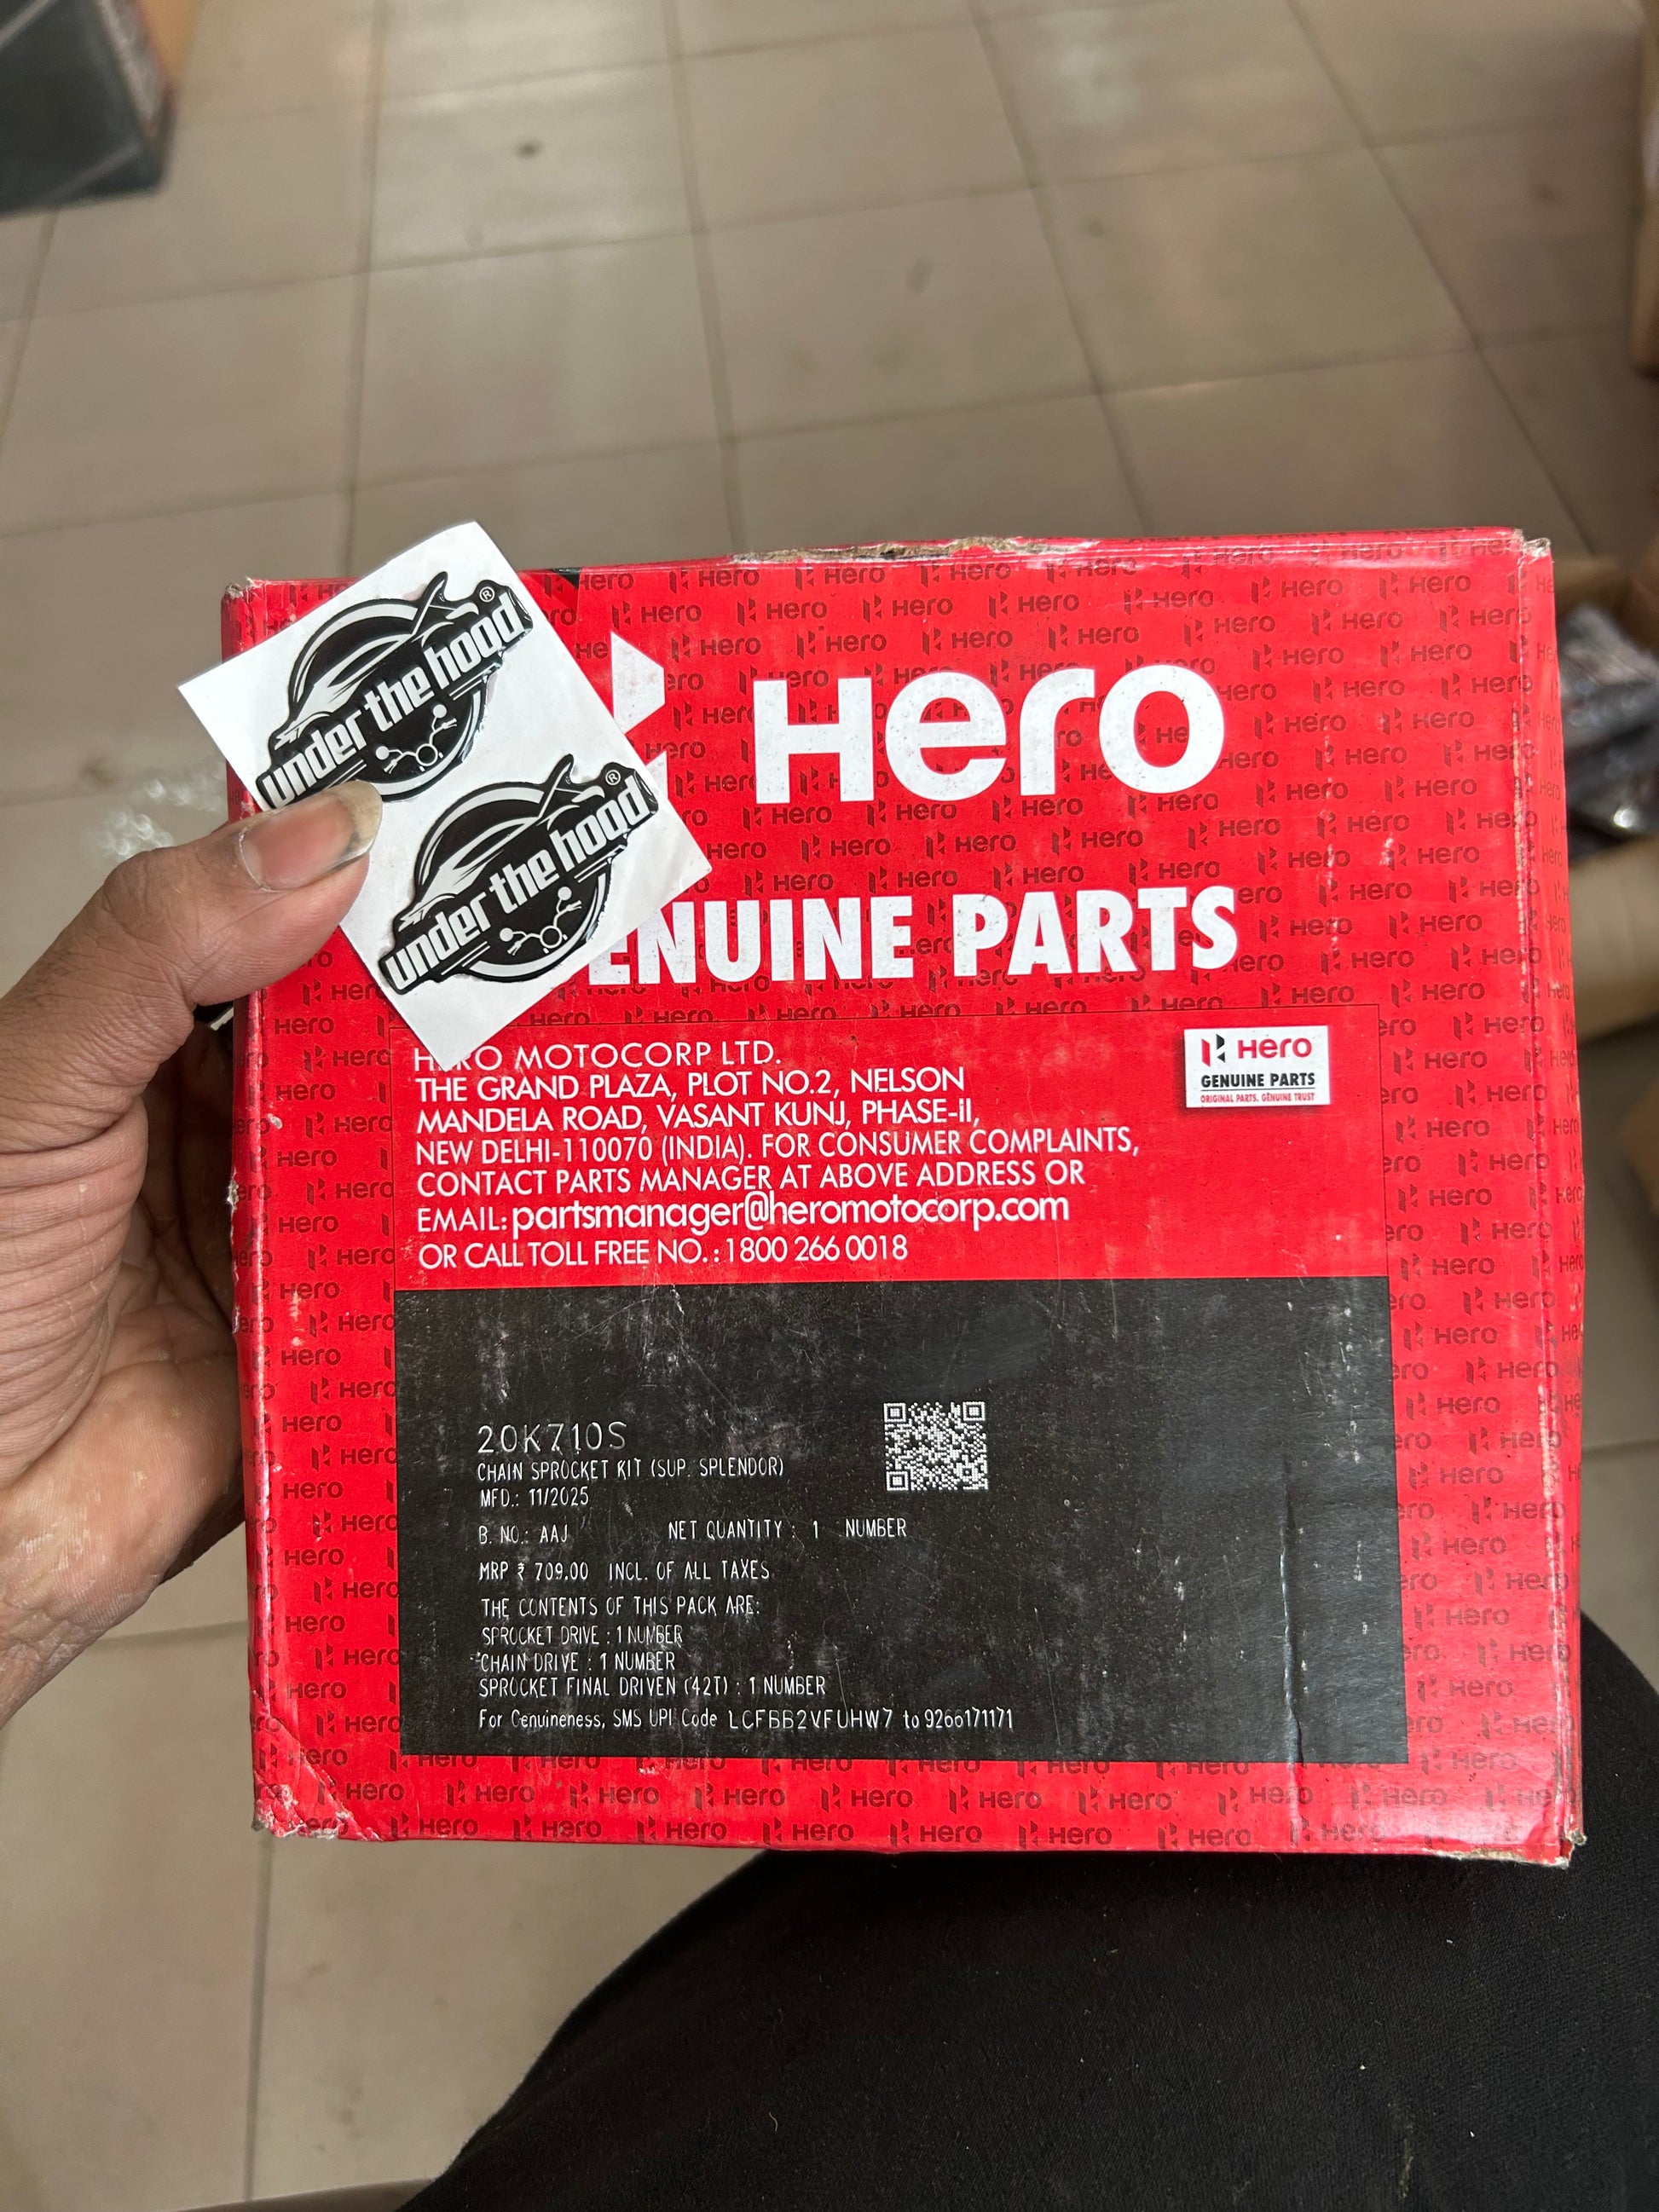 under the hood ®
under the hood ®
Hero
GENUINE PARTS
HERO MOTOCORP LTD.
THE GRAND PLAZA, PLOT NO.2, NELSON
MANDELA ROAD, VASANT KUNJ, PHASE-iI,
NEW DELHI-110070 (INDIA). FOR CONSUMER COMPLAINTS,
CONTACT PARTS MANAGER AT ABOVE ADDRESS OR
EMAIL: partsmanager@heromotocorp.com
OR CALL TOLL FREE NO.: 1800 266 0018
Hero
GENUINE PARTS
ORIGINAL PARTS. GENUINE TRUST
20K710S
CHAIN SPROCKET KIT (SUP. SPLENDOR)
MFD.: 11/2025
B. NO.: AAJ NET QUANTITY : 1 NUMBER
MRP ₹ 709.00 INCL. OF ALL TAXES
THE CONTENTS OF THIS PACK ARE:
SPROCKET DRIVE : 1 NUMBER
CHAIN DRIVE : 1 NUMBER
SPROCKET FINAL DRIVEN (42T) : 1 NUMBER
For Genuineness, SMS UPI Code LCFBB2VFUHW7 to 9266171171